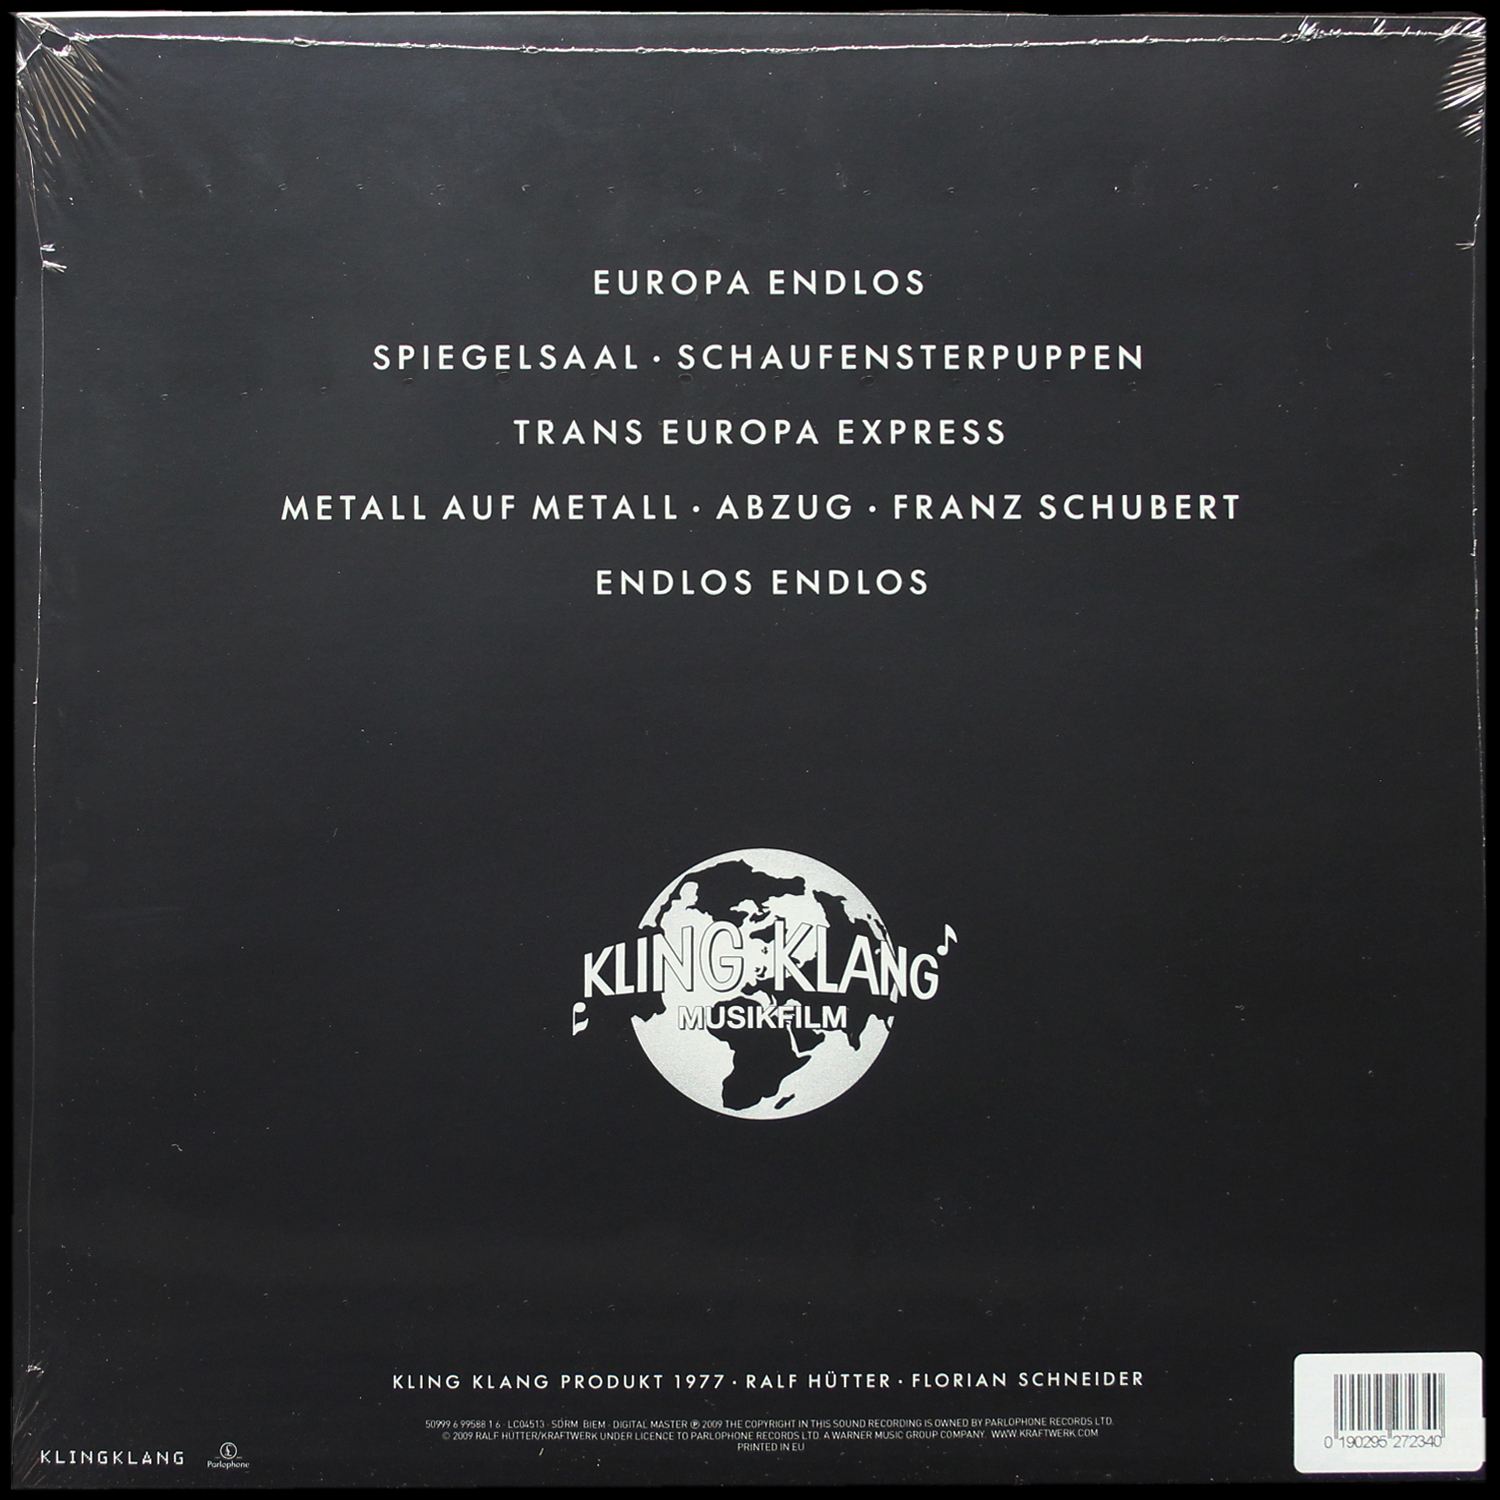 EUROPA ENDLOS
SPIEGELSAAL · SCHAUFENSTERPUPPEN
TRANS EUROPA EXPRESS
METALL AUF METALL · ABZUG · FRANZ SCHUBERT
ENDLOS ENDLOS
KLING KLANG
MUSIKFILM
KLING KLANG PRODUKT 1977 · RALF HÜTTER · FLORIAN SCHNEIDER
50999 6 99588 1 6 · LC04513 · SDRM BIEM · DIGITAL MASTER ℗ 2009 THE COPYRIGHT IN THIS SOUND RECORDING IS OWNED BY PARLOPHONE RECORDS LTD.
© 2009 RALF HÜTTER/KRAFTWERK UNDER LICENCE TO PARLOPHONE RECORDS LTD. A WARNER MUSIC GROUP COMPANY. WWW.KRAFTWERK.COM
PRINTED IN EU
KLINGKLANG
Parlophone
0 190295 272340